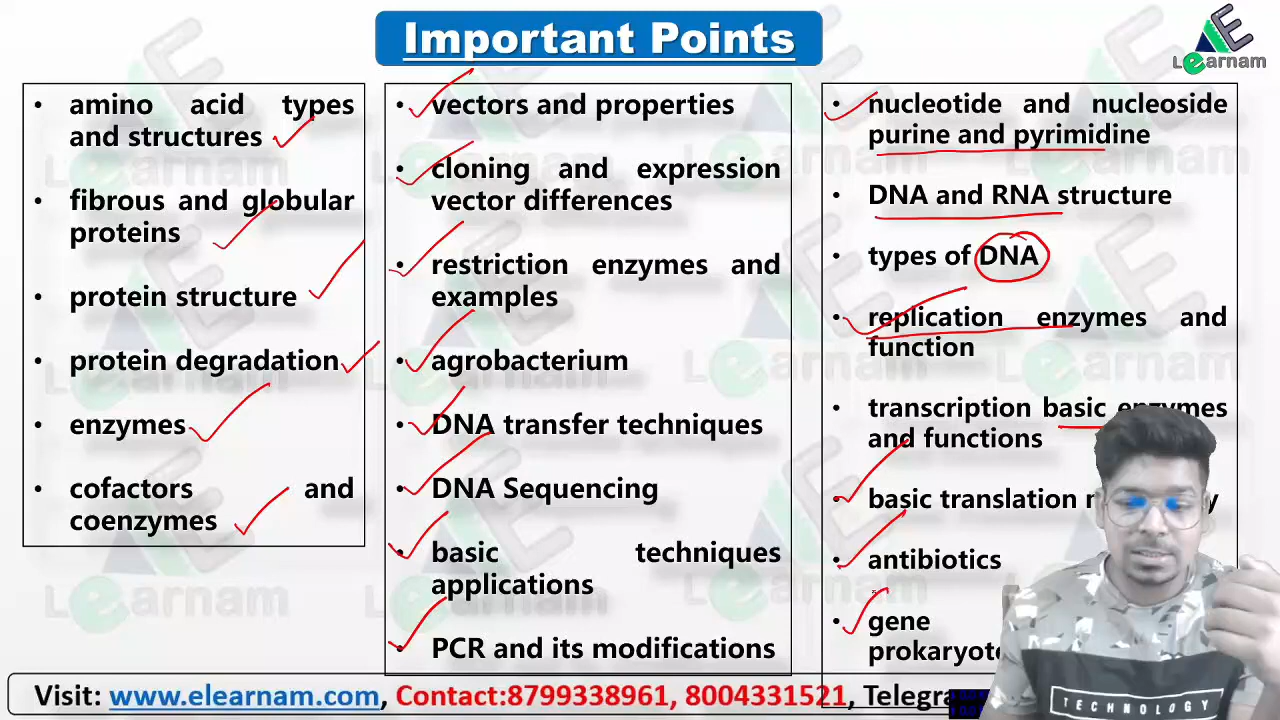 Important Points
Learnam
• amino acid types
and structures
• fibrous and globular
proteins
• protein structure
• protein degradation
• enzymes
• cofactors and
coenzymes
• vectors and properties
• cloning and expression
vector differences
• restriction enzymes and
examples
• agrobacterium
• DNA transfer techniques
• DNA Sequencing
• basic techniques
applications
• PCR and its modifications
• nucleotide and nucleoside
purine and pyrimidine
• DNA and RNA structure
• types of DNA
• replication enzymes and
function
• transcription basic enzymes
and functions
• basic translation
• antibiotics
• gene
Visit: www.elearnam.com, Contact:8799338961, 8004331521,
TECHNOLOGY